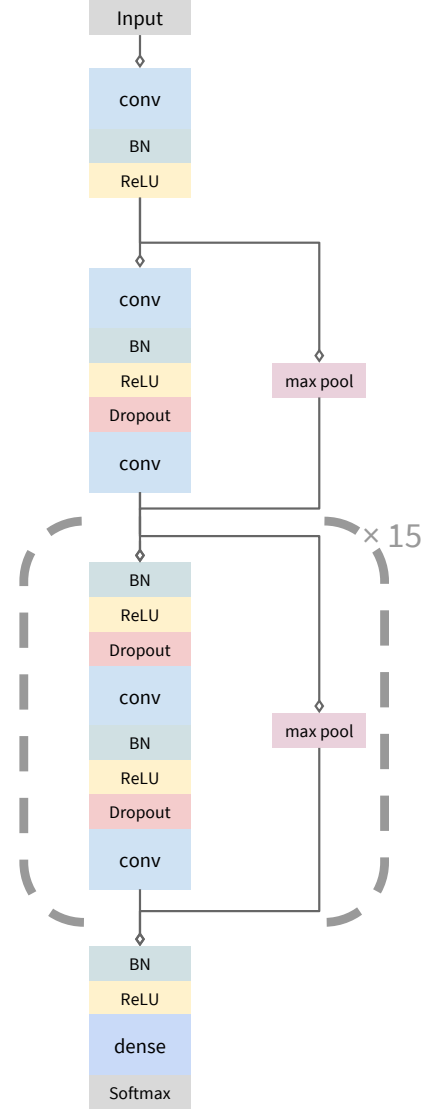 Input
conv
BN
ReLU
conv
BN
ReLU
max pool
Dropout
conv
× 15
BN
ReLU
Dropout
conv
max pool
BN
ReLU
Dropout
conv
BN
ReLU
dense
Softmax